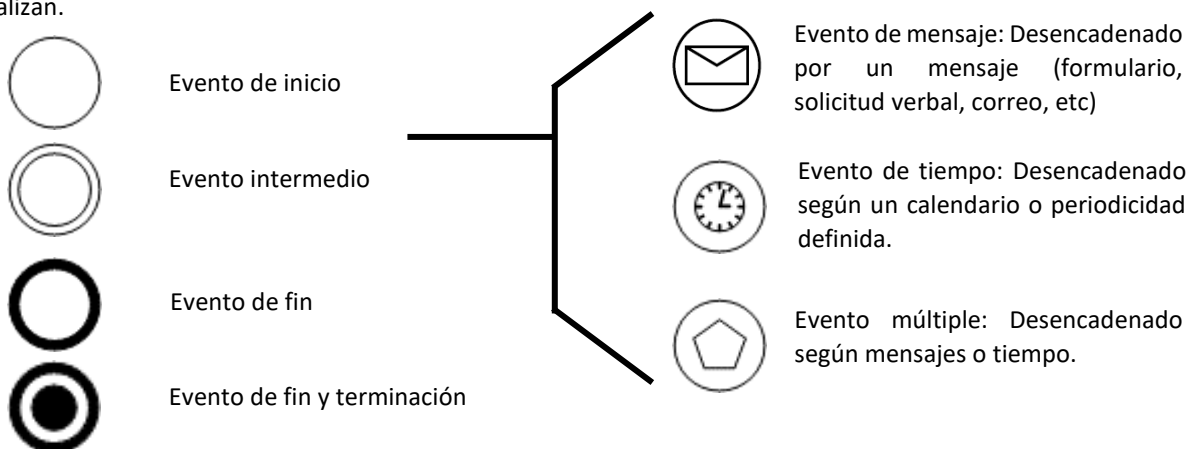 alizan.
Evento de inicio
Evento intermedio
Evento de fin
Evento de fin y terminación
Evento de mensaje: Desencadenado
por un mensaje (formulario,
solicitud verbal, correo, etc)
Evento de tiempo: Desencadenado
según un calendario o periodicidad
definida.
Evento múltiple: Desencadenado
según mensajes o tiempo.